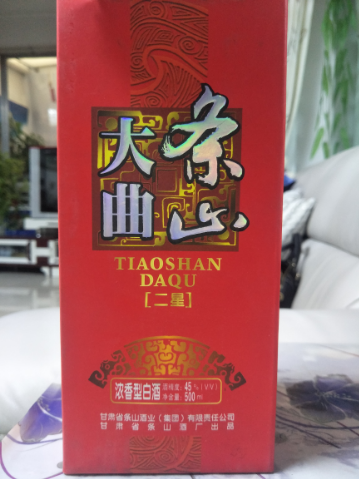 条山
大曲
TIAOSHAN
DAQU
[二星]
浓香型白酒
酒精度：45％(V/V)
净含量：500ml
甘肃省条山酒业（集团）有限责任公司
甘肃省条山酒厂出品